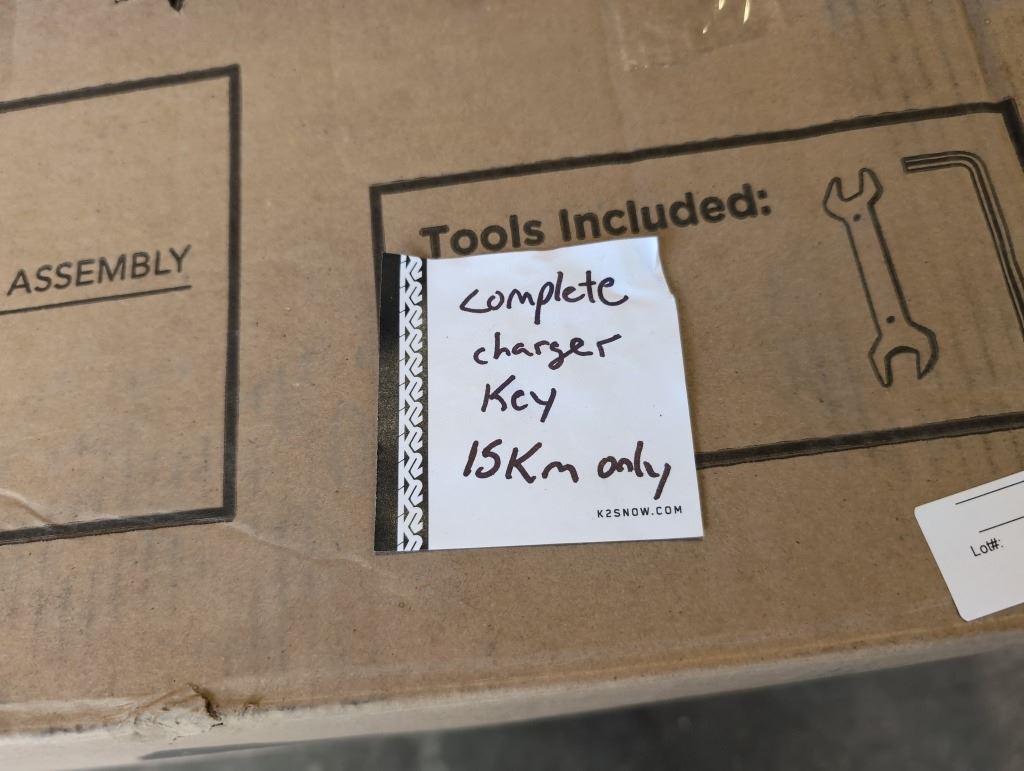 ASSEMBLY
Tools Included:
complete
charger
Key
15Km only
K2SNOW.COM
Lot#: